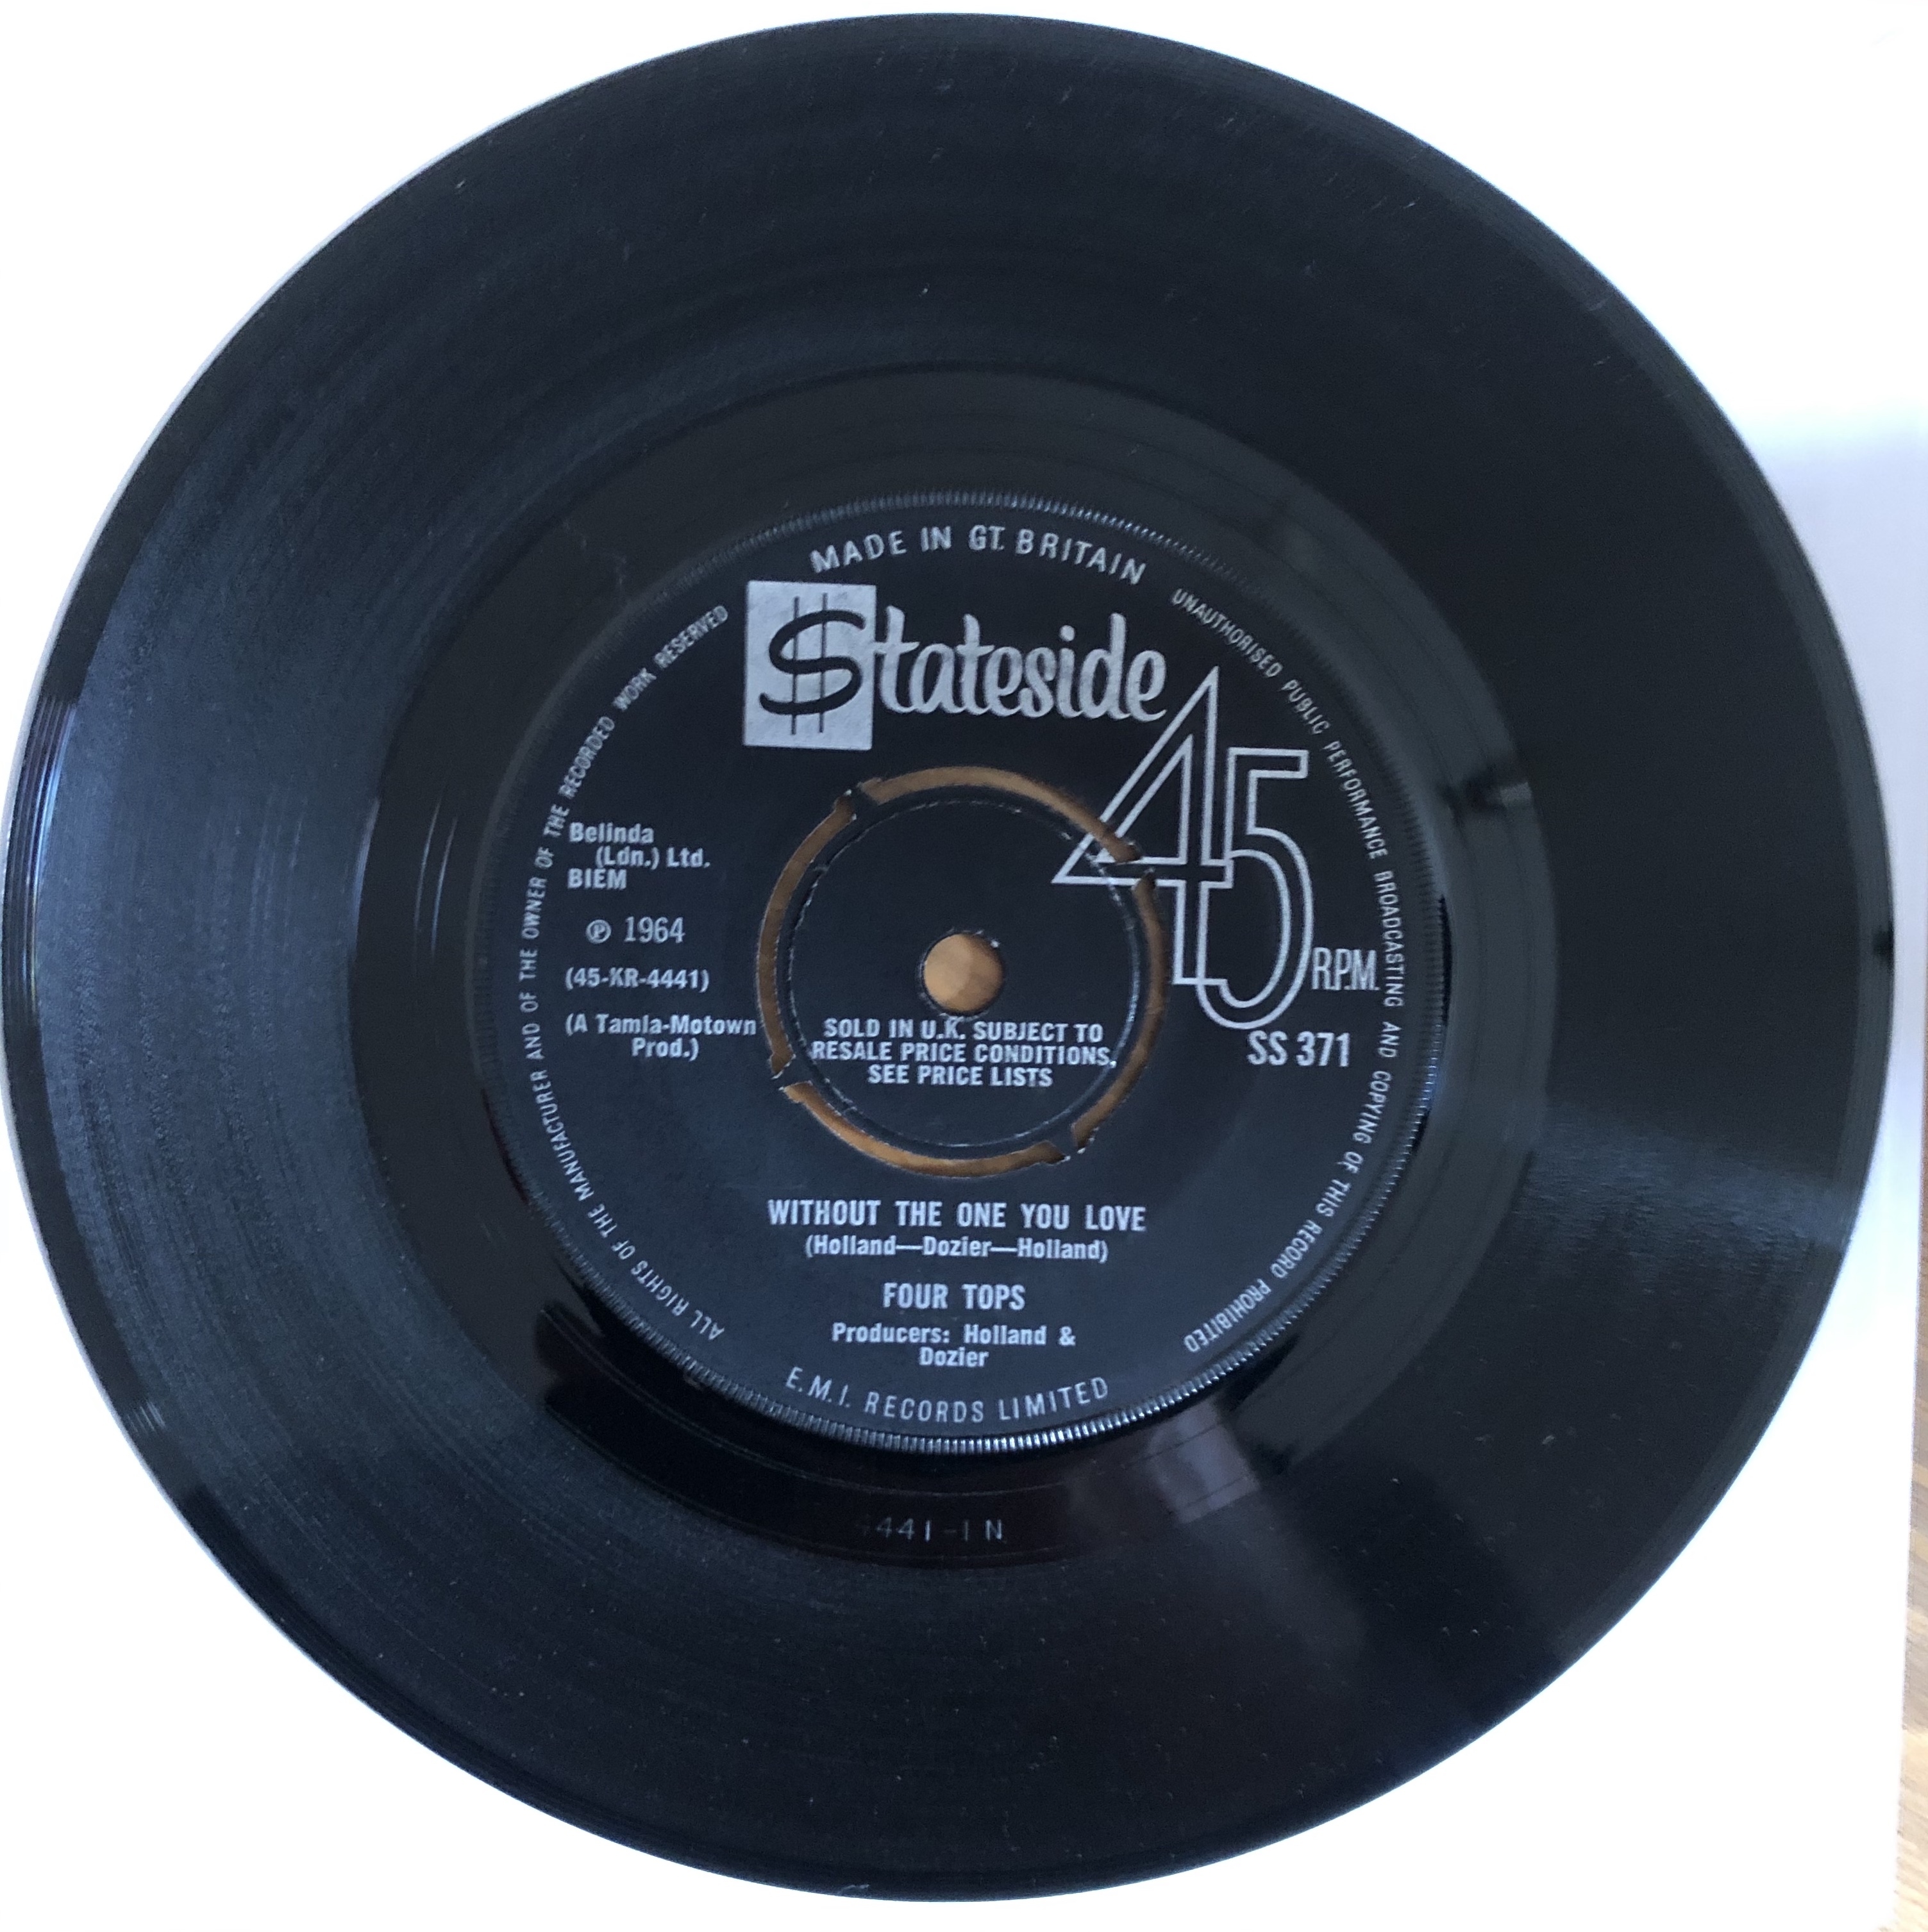 MADE IN GT. BRITAIN
UNAUTHORISED PUBLIC PERFORMANCE BROADCASTING AND COPYING OF THIS RECORD PROHIBITED
ALL RIGHTS OF THE MANUFACTURER AND OF THE OWNER OF THE RECORDED WORK RESERVED
Stateside
45
R.P.M.
SS 371
Belinda
(Ldn.) Ltd.
BIEM
℗ 1964
(45-KR-4441)
(A Tamla-Motown
Prod.)
SOLD IN U.K. SUBJECT TO
RESALE PRICE CONDITIONS,
SEE PRICE LISTS
WITHOUT THE ONE YOU LOVE
(Holland—Dozier—Holland)
FOUR TOPS
Producers: Holland &
Dozier
E.M.I. RECORDS LIMITED
4441-1N